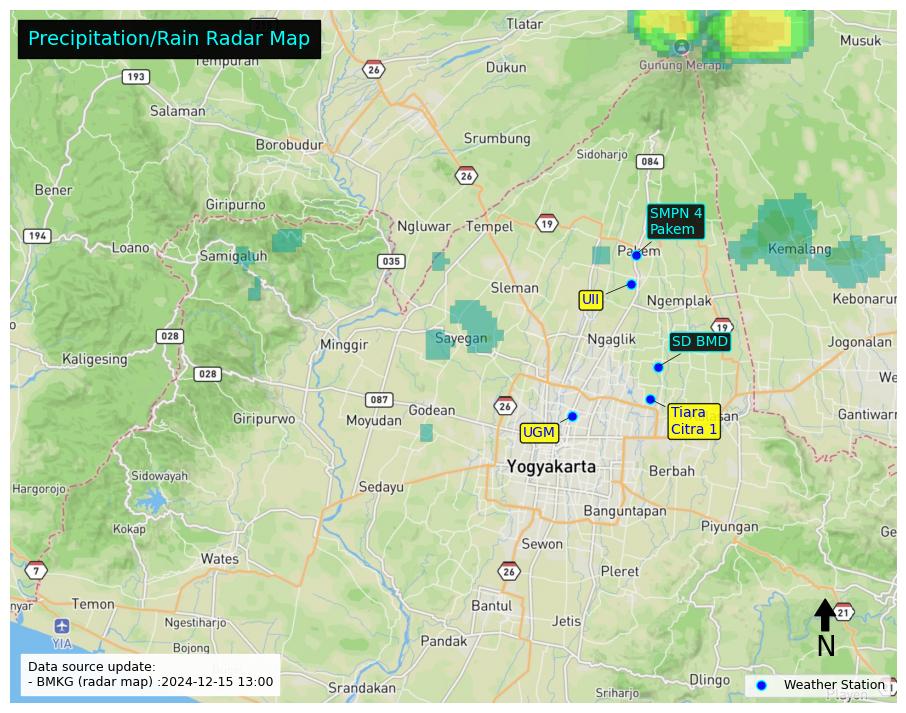 Precipitation/Rain Radar Map
Tlatar
Musuk
Tempuran
26
Dukun
Gunung Merapi
193
Salaman
Borobudur
Srumbung
Sidoharjo
084
26
Bener
Giripurno
SMPN 4
Pakem
194
Loano
Samigaluh
Ngluwar
Tempel
19
Pakem
Kemalang
035
Sleman
UII
Ngemplak
Kebonarum
19
028
Minggir
Sayegan
Ngaglik
SD BMD
Jogonalan
Kaligesing
028
087
Godean
26
Giripurwo
Moyudan
UGM
Tiara
Citra 1
Gantiwarno
Yogyakarta
Berbah
Hargorojo
Sidowayah
Sedayu
Kokap
Banguntapan
Piyungan
Sewon
Wates
7
26
Pleret
Temon
Bantul
21
Ngestiharjo
Jetis
YIA
Bojong
Pandak
N
Data source update:
- BMKG (radar map) :2024-12-15 13:00
Srandakan
Sriharjo
Dlingo
Weather Station
Playen